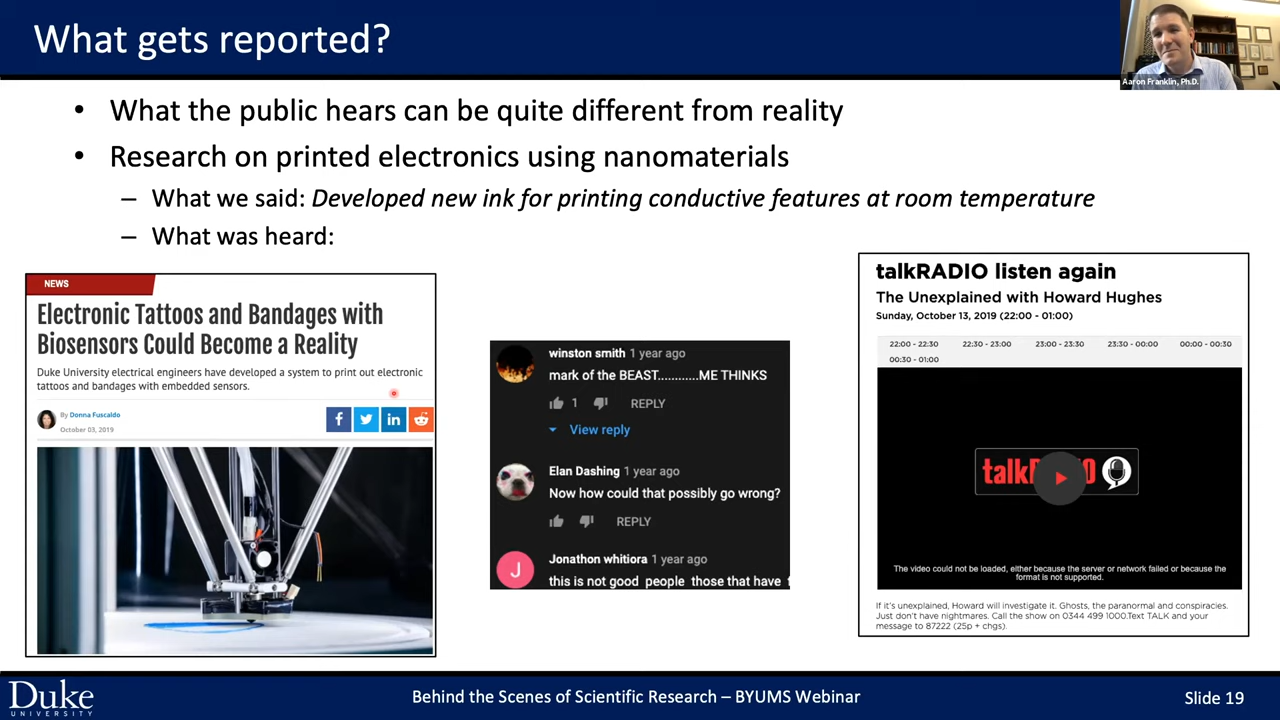 What gets reported?
Aaron Franklin, Ph.D.
• What the public hears can be quite different from reality
• Research on printed electronics using nanomaterials
– What we said: Developed new ink for printing conductive features at room temperature
– What was heard:
NEWS
Electronic Tattoos and Bandages with
Biosensors Could Become a Reality
Duke University electrical engineers have developed a system to print out electronic
tattoos and bandages with embedded sensors.
By Donna Fuscaldo
October 03, 2019
winston smith 1 year ago
mark of the BEAST............ME THINKS
1 REPLY
View reply
Elan Dashing 1 year ago
Now how could that possibly go wrong?
REPLY
J
Jonathon whitiora 1 year ago
this is not good people those that have
talkRADIO listen again
The Unexplained with Howard Hughes
Sunday, October 13, 2019 (22:00 - 01:00)
22:00 - 22:30 22:30 - 23:00 23:00 - 23:30 23:30 - 00:00 00:00 - 00:30
00:30 - 01:00
The video could not be loaded, either because the server or network failed or because the
format is not supported.
If it's unexplained, Howard will investigate it. Ghosts, the paranormal and conspiracies.
Just don't have nightmares. Call the show on 0344 499 1000.Text TALK and your
message to 87222 (25p + chgs).
Duke
UNIVERSITY
Behind the Scenes of Scientific Research – BYUMS Webinar
Slide 19